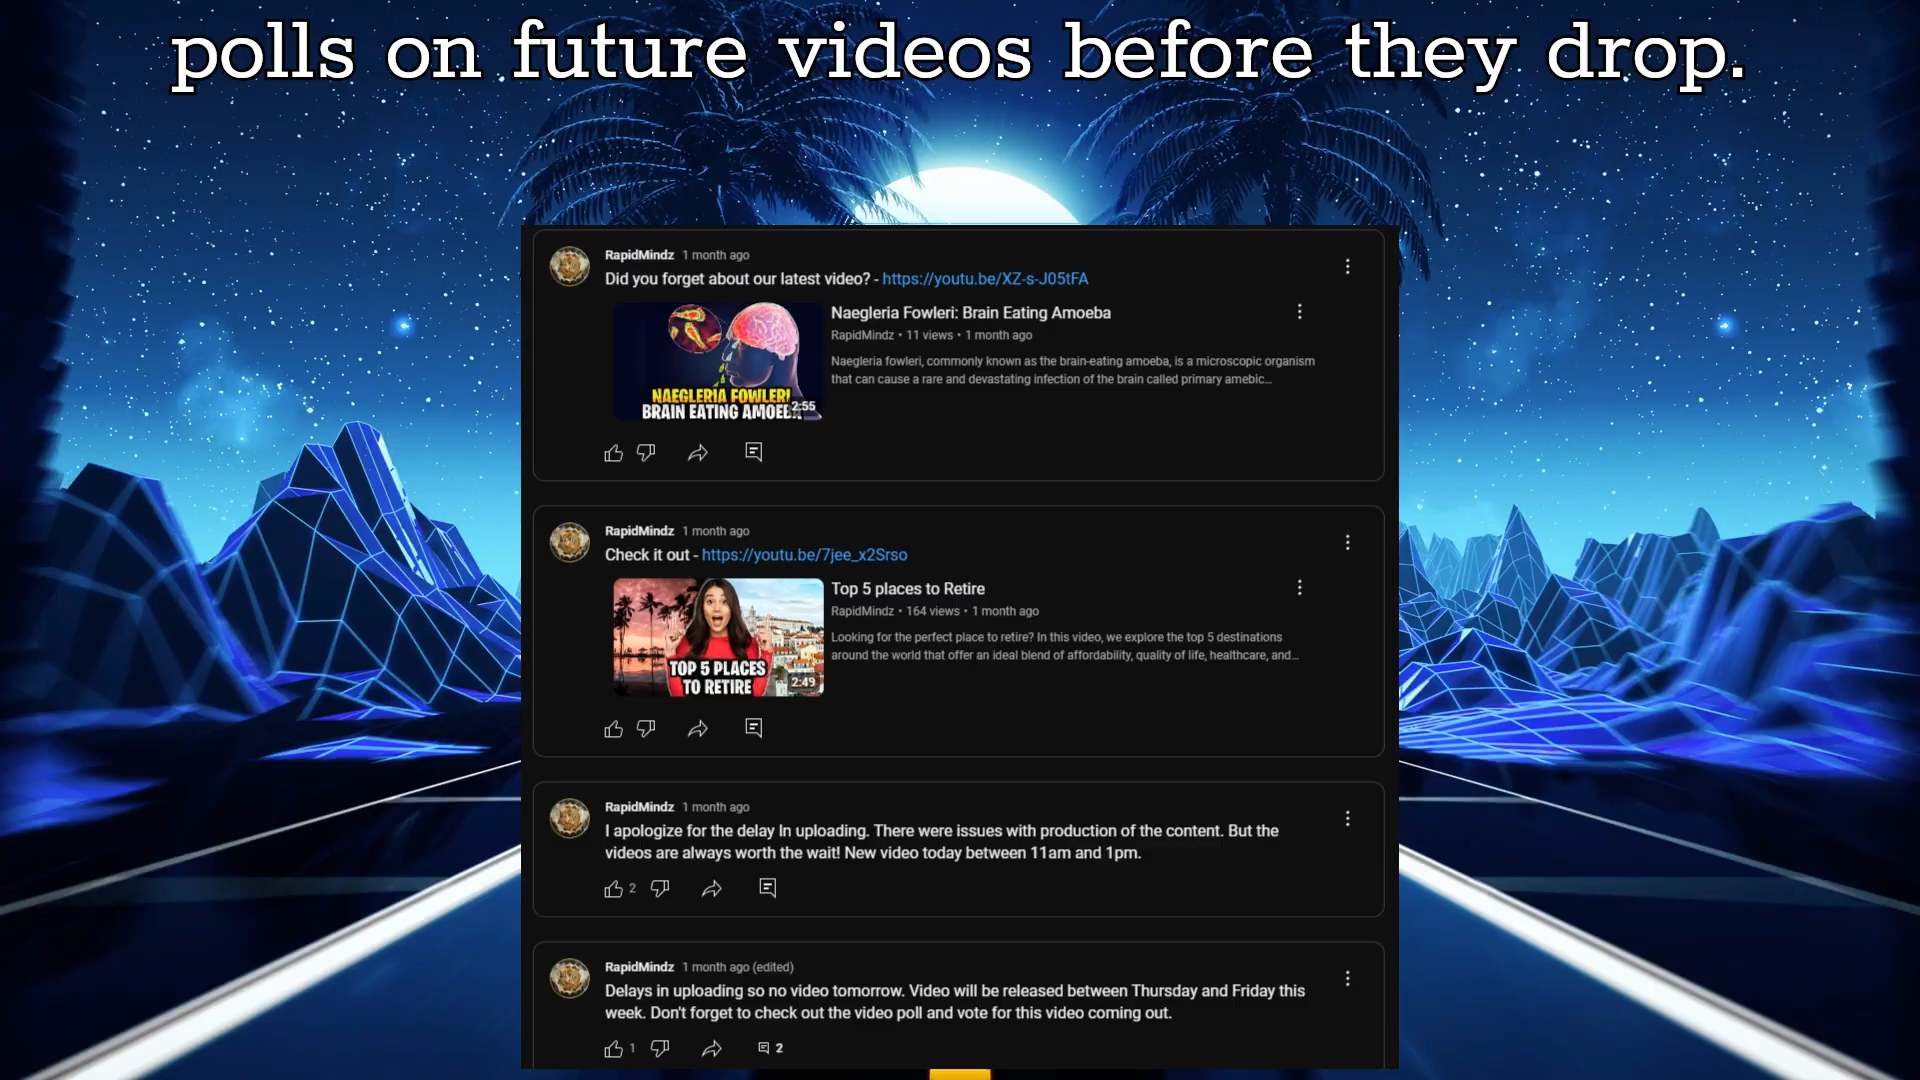 polls on future videos before they drop.
RapidMindz 1 month ago
Did you forget about our latest video? - https://youtu.be/XZ-s-J05tFA
Naegleria Fowleri: Brain Eating Amoeba
RapidMindz • 11 views • 1 month ago
Naegleria fowleri, commonly known as the brain-eating amoeba, is a microscopic organism
that can cause a rare and devastating infection of the brain called primary amebic...
NAEGLERIA FOWLERI
BRAIN EATING AMOEB
2:55
RapidMindz 1 month ago
Check it out - https://youtu.be/7jee_x2Srso
Top 5 places to Retire
RapidMindz • 164 views • 1 month ago
Looking for the perfect place to retire? In this video, we explore the top 5 destinations
around the world that offer an ideal blend of affordability, quality of life, healthcare, and...
TOP 5 PLACES
TO RETIRE
2:49
RapidMindz 1 month ago
I apologize for the delay In uploading. There were issues with production of the content. But the
videos are always worth the wait! New video today between 11am and 1pm.
2
RapidMindz 1 month ago (edited)
Delays in uploading so no video tomorrow. Video will be released between Thursday and Friday this
week. Don't forget to check out the video poll and vote for this video coming out.
1 2